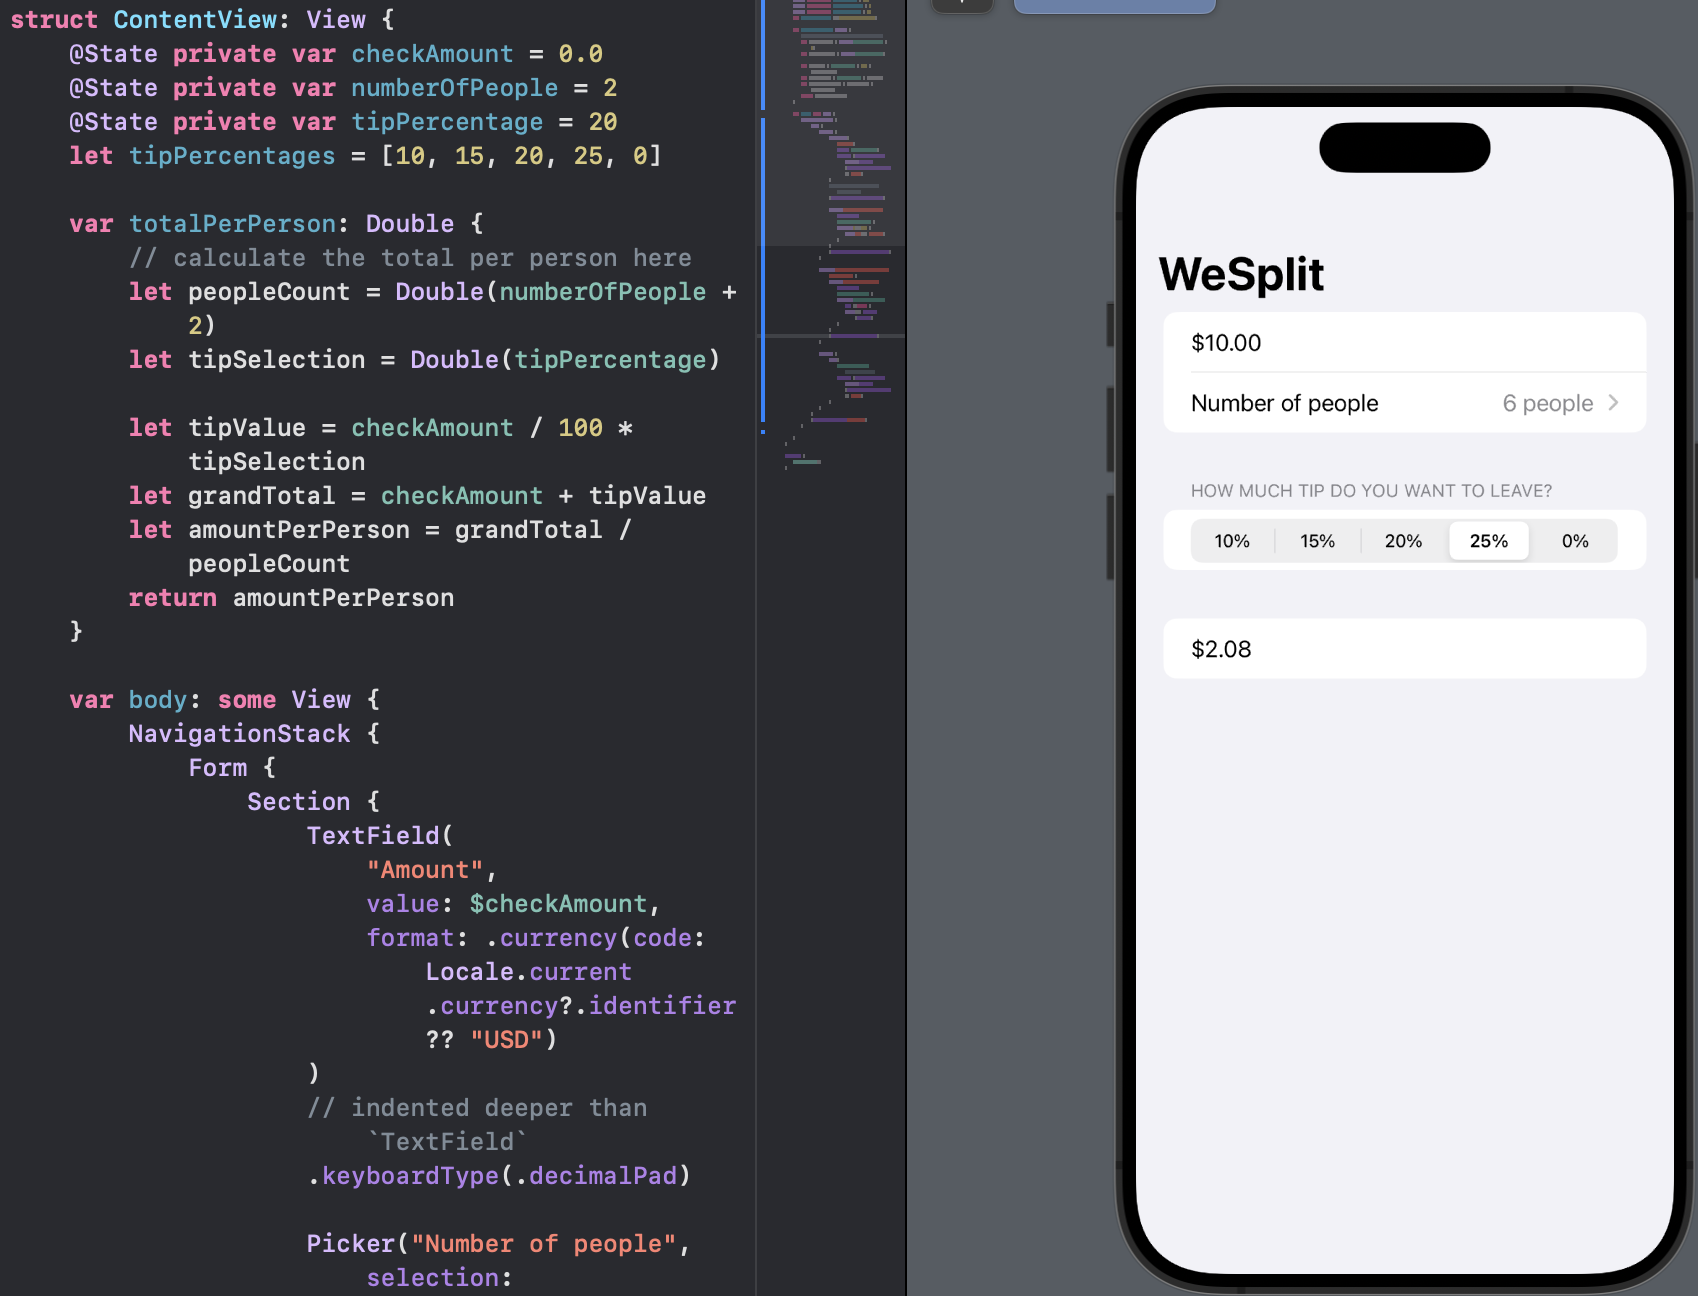 struct ContentView: View {
@State private var checkAmount = 0.0
@State private var numberOfPeople = 2
@State private var tipPercentage = 20
let tipPercentages = [10, 15, 20, 25, 0]
var totalPerPerson: Double {
// calculate the total per person here
let peopleCount = Double(numberOfPeople +
2)
let tipSelection = Double(tipPercentage)
let tipValue = checkAmount / 100 *
tipSelection
let grandTotal = checkAmount + tipValue
let amountPerPerson = grandTotal /
peopleCount
return amountPerPerson
}
var body: some View {
NavigationStack {
Form {
Section {
TextField(
"Amount",
value: $checkAmount,
format: .currency(code:
Locale.current
.currency?.identifier
?? "USD")
)
// indented deeper than
`TextField`
.keyboardType(.decimalPad)
Picker("Number of people",
selection:
WeSplit
$10.00
Number of people 6 people
HOW MUCH TIP DO YOU WANT TO LEAVE?
10% 15% 20% 25% 0%
$2.08